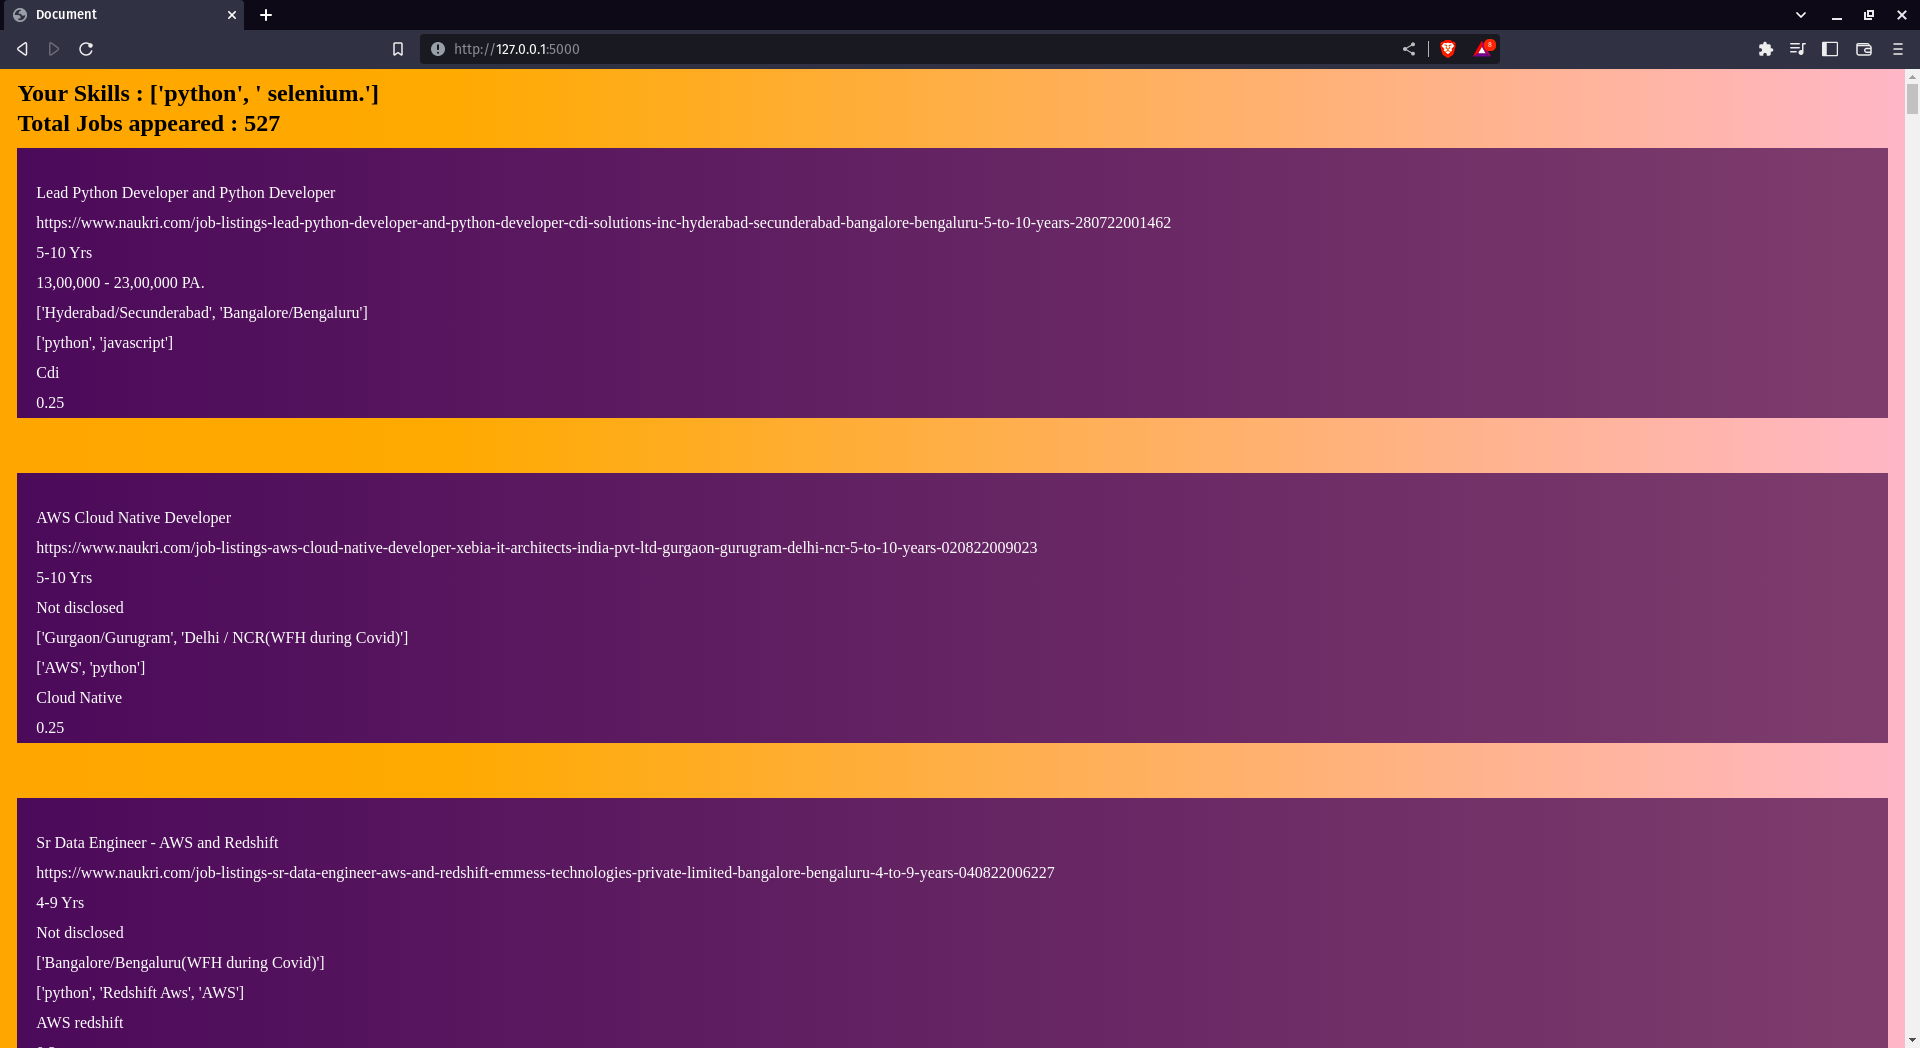 Document
http://127.0.0.1:5000
8
Your Skills : ['python', ' selenium.']
Total Jobs appeared : 527
Lead Python Developer and Python Developer
https://www.naukri.com/job-listings-lead-python-developer-and-python-developer-cdi-solutions-inc-hyderabad-secunderabad-bangalore-bengaluru-5-to-10-years-280722001462
5-10 Yrs
13,00,000 - 23,00,000 PA.
['Hyderabad/Secunderabad', 'Bangalore/Bengaluru']
['python', 'javascript']
Cdi
0.25
AWS Cloud Native Developer
https://www.naukri.com/job-listings-aws-cloud-native-developer-xebia-it-architects-india-pvt-ltd-gurgaon-gurugram-delhi-ncr-5-to-10-years-020822009023
5-10 Yrs
Not disclosed
['Gurgaon/Gurugram', 'Delhi / NCR(WFH during Covid)']
['AWS', 'python']
Cloud Native
0.25
Sr Data Engineer - AWS and Redshift
https://www.naukri.com/job-listings-sr-data-engineer-aws-and-redshift-emmess-technologies-private-limited-bangalore-bengaluru-4-to-9-years-040822006227
4-9 Yrs
Not disclosed
['Bangalore/Bengaluru(WFH during Covid)']
['python', 'Redshift Aws', 'AWS']
AWS redshift